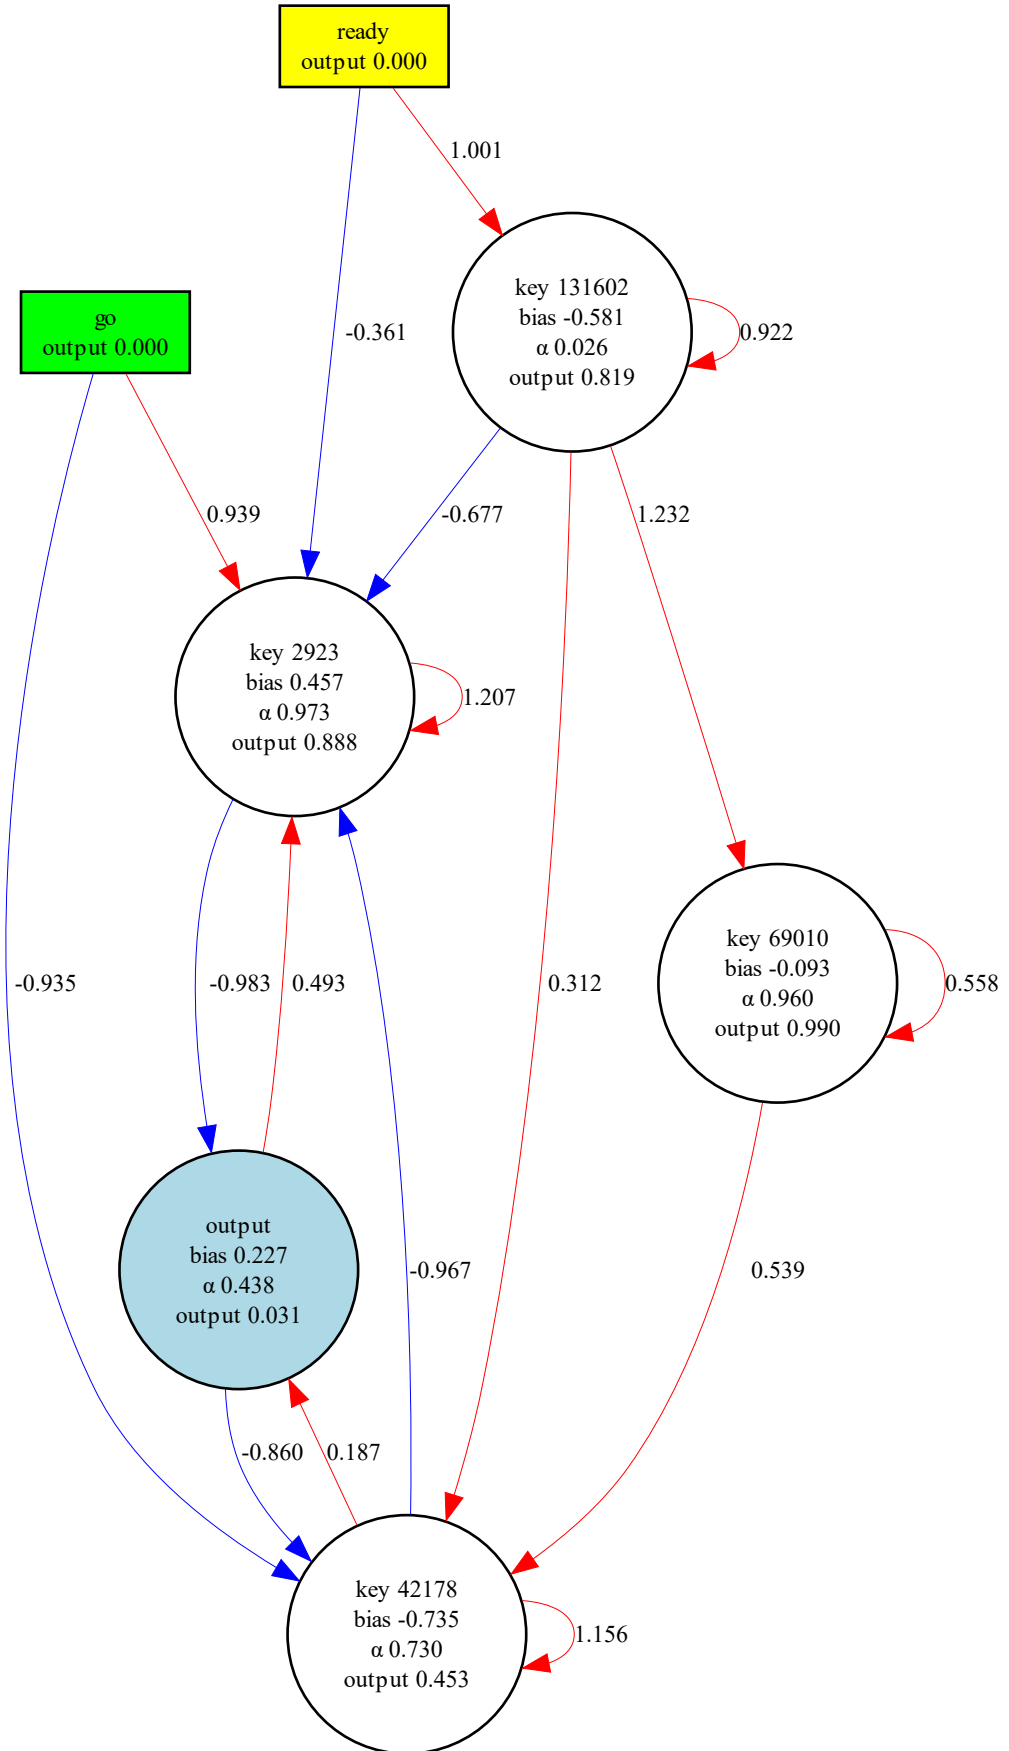 ready
output 0.000
1.001
key 131602
bias -0.581
α 0.026
output 0.819
0.922
go
output 0.000
-0.361
0.939
-0.677
1.232
key 2923
bias 0.457
α 0.973
output 0.888
1.207
key 69010
bias -0.093
α 0.960
output 0.990
0.558
-0.935
-0.983
0.493
0.312
output
bias 0.227
α 0.438
output 0.031
-0.967
0.539
-0.860
0.187
key 42178
bias -0.735
α 0.730
output 0.453
1.156